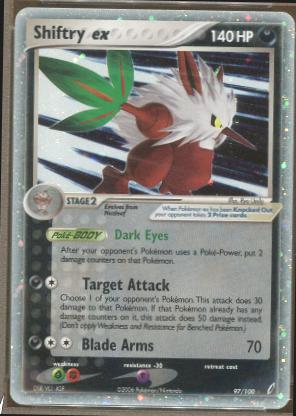 Shiftry ex 140 HP
Illus. Ryo Ueda
STAGE 2
Evolves from
Nuzleaf
When Pokémon-ex has been Knocked Out
your opponent takes 2 Prize cards.
Poké-BODY Dark Eyes
After your opponent's Pokémon uses a Poké-Power, put 2
damage counters on that Pokémon.
Target Attack
Choose 1 of your opponent's Pokémon. This attack does 30
damage to that Pokémon. If that Pokémon already has any
damage counters on it, this attack does 50 damage instead.
(Don't apply Weakness and Resistance for Benched Pokémon.)
Blade Arms 70
weakness resistance -30 retreat cost
©2006 Pokémon/Nintendo
97/100